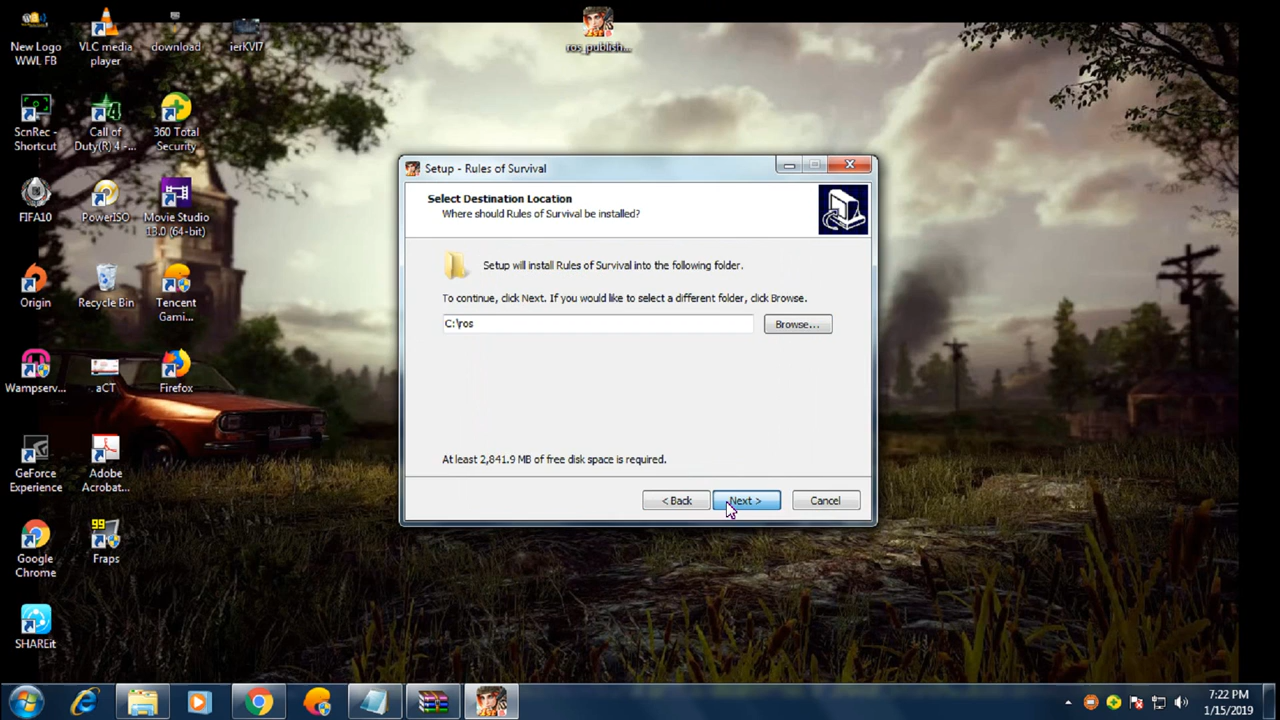 New Logo
WWL FB
VLC media
player
download
ierKVI7
ros_publish...
ScnRec -
Shortcut
Call of
Duty(R) 4 -...
360 Total
Security
FIFA10
PowerISO
Movie Studio
13.0 (64-bit)
Origin
Recycle Bin
Tencent
Gami...
Wampserv...
aCT
Firefox
GeForce
Experience
Adobe
Acrobat...
Google
Chrome
99
Fraps
SHAREit
Setup - Rules of Survival
Select Destination Location
Where should Rules of Survival be installed?
Setup will install Rules of Survival into the following folder.
To continue, click Next. If you would like to select a different folder, click Browse.
C:\ros
Browse...
At least 2,841.9 MB of free disk space is required.
< Back
Next >
Cancel
7:22 PM
1/15/2019